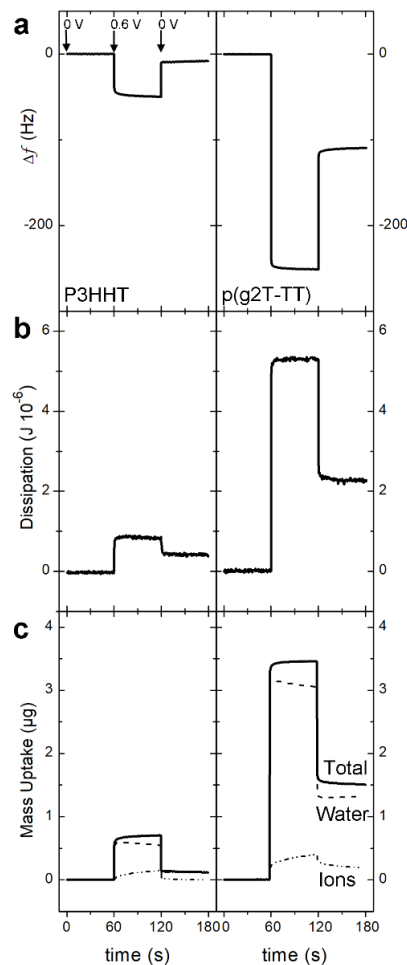 a
0 V 0.6 V 0 V
0 0
Δf (Hz)
-200 -200
P3HHT p(g2T-TT)
b
6 6
4 4
2 2
0 0
Dissipation (J 10-6)
c
4 4
3 3
2 2
1 1
0 0
Mass Uptake (µg)
Total
Water
Ions
0 60 120 180 0 60 120 180
time (s) time (s)